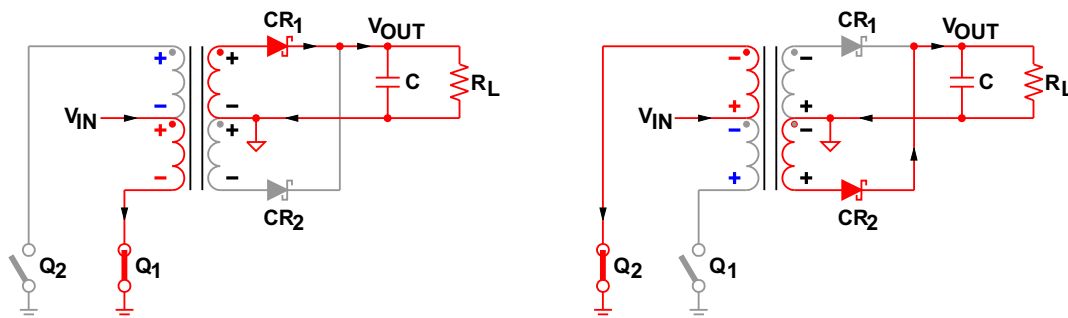 CR1
VOUT
+ +
C RL
- -
VIN
+ +
- -
CR2
Q2 Q1
CR1
VOUT
- -
C RL
+ +
VIN
- -
+ +
CR2
Q2 Q1